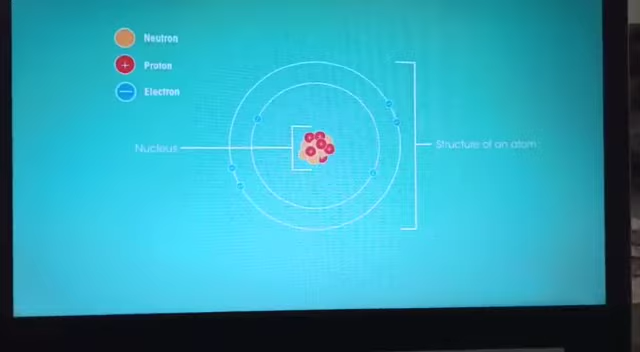 Neutron
+ Proton
− Electron
Nucleus
Structure of an atom